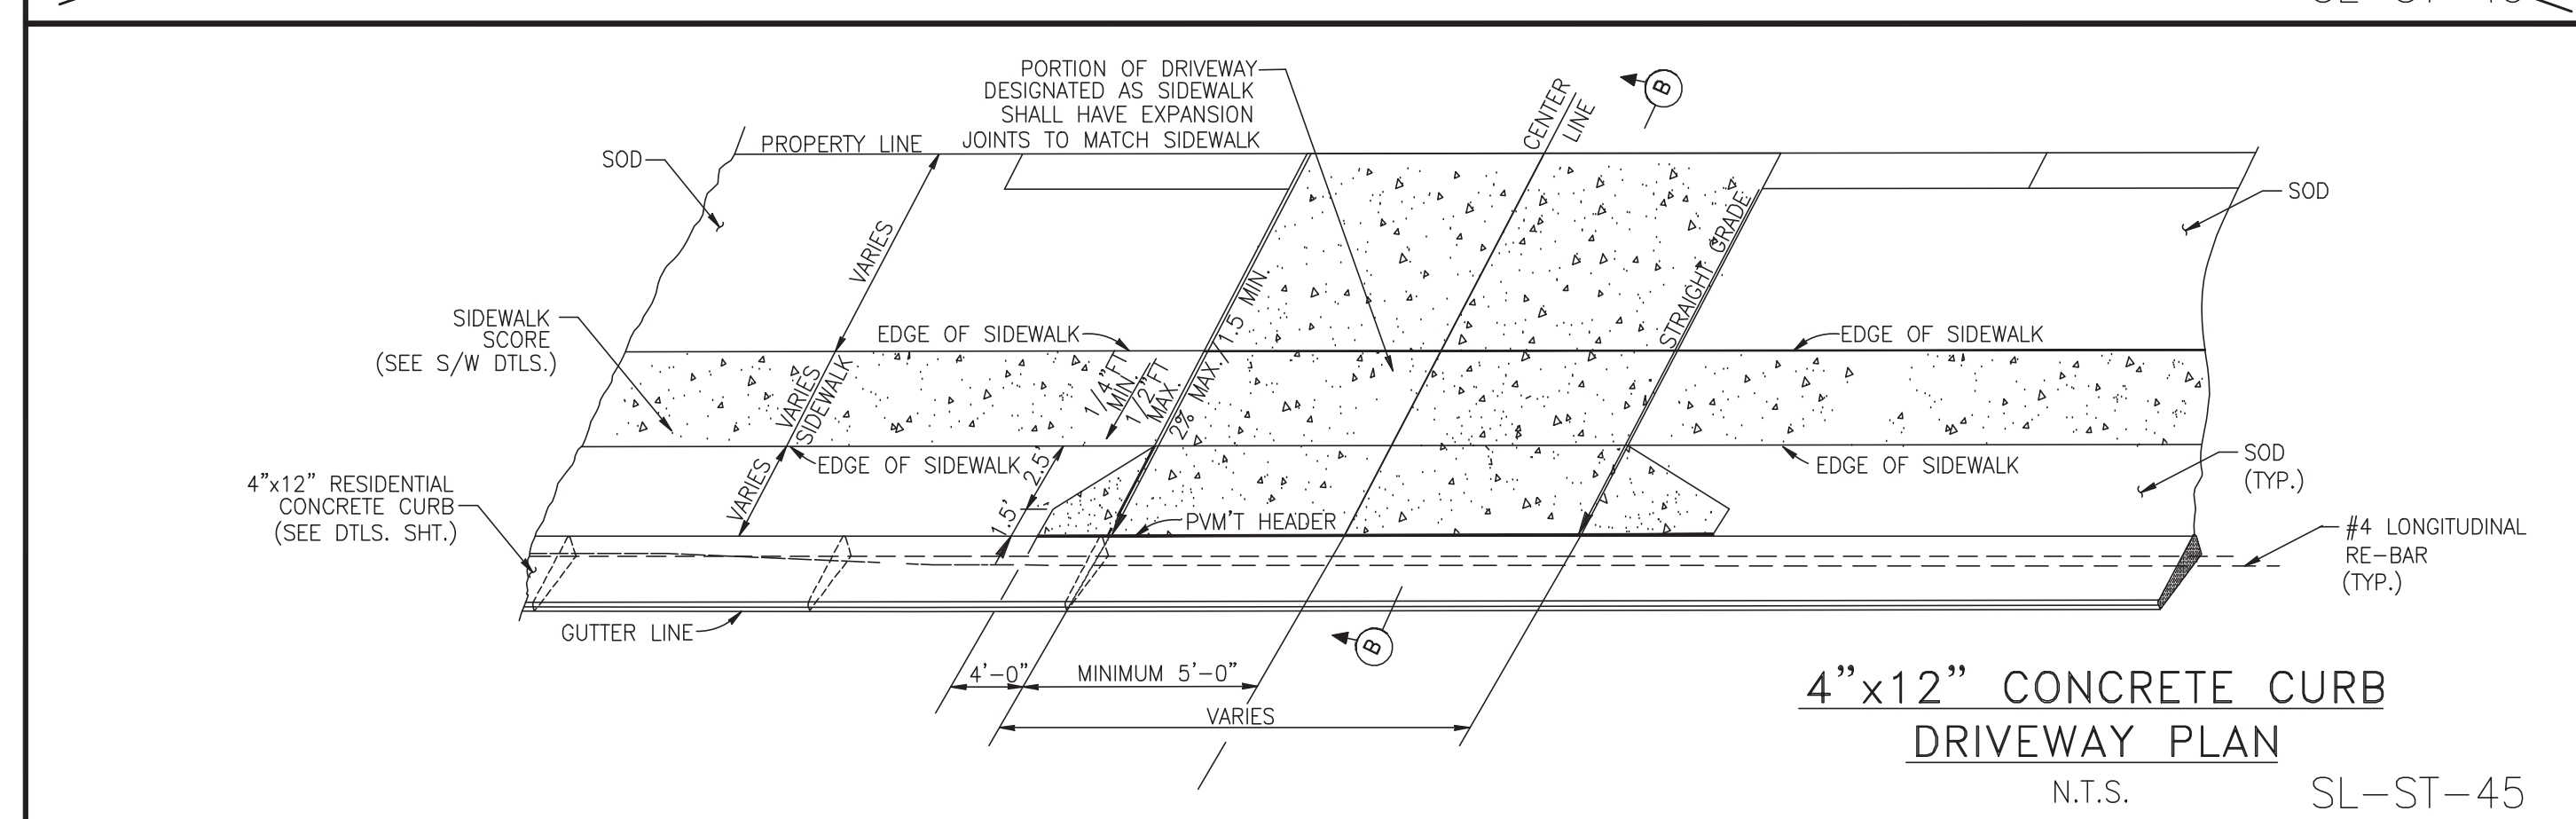 PORTION OF DRIVEWAY
DESIGNATED AS SIDEWALK
SHALL HAVE EXPANSION
JOINTS TO MATCH SIDEWALK
CENTER
LINE
B
PROPERTY LINE
SOD
SOD
VARIES
STRAIGHT GRADE
2% MAX./1.5 MIN.
SIDEWALK
SCORE
(SEE S/W DTLS.)
EDGE OF SIDEWALK
EDGE OF SIDEWALK
VARIES
SIDEWALK
1/4"FT
MIN.
1/2"FT
MAX.
EDGE OF SIDEWALK
EDGE OF SIDEWALK
SOD
(TYP.)
4"x12" RESIDENTIAL
CONCRETE CURB
(SEE DTLS. SHT.)
VARIES
2.5'
1.5'
PVM'T HEADER
#4 LONGITUDINAL
RE-BAR
(TYP.)
GUTTER LINE
B
4'-0"
MINIMUM 5'-0"
VARIES
4"x12" CONCRETE CURB
DRIVEWAY PLAN
N.T.S.
SL-ST-45